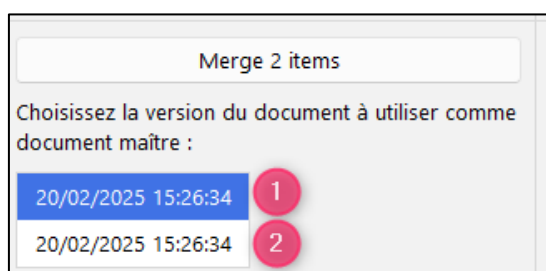 Merge 2 items
Choisissez la version du document à utiliser comme
document maître :
20/02/2025 15:26:34 1
20/02/2025 15:26:34 2